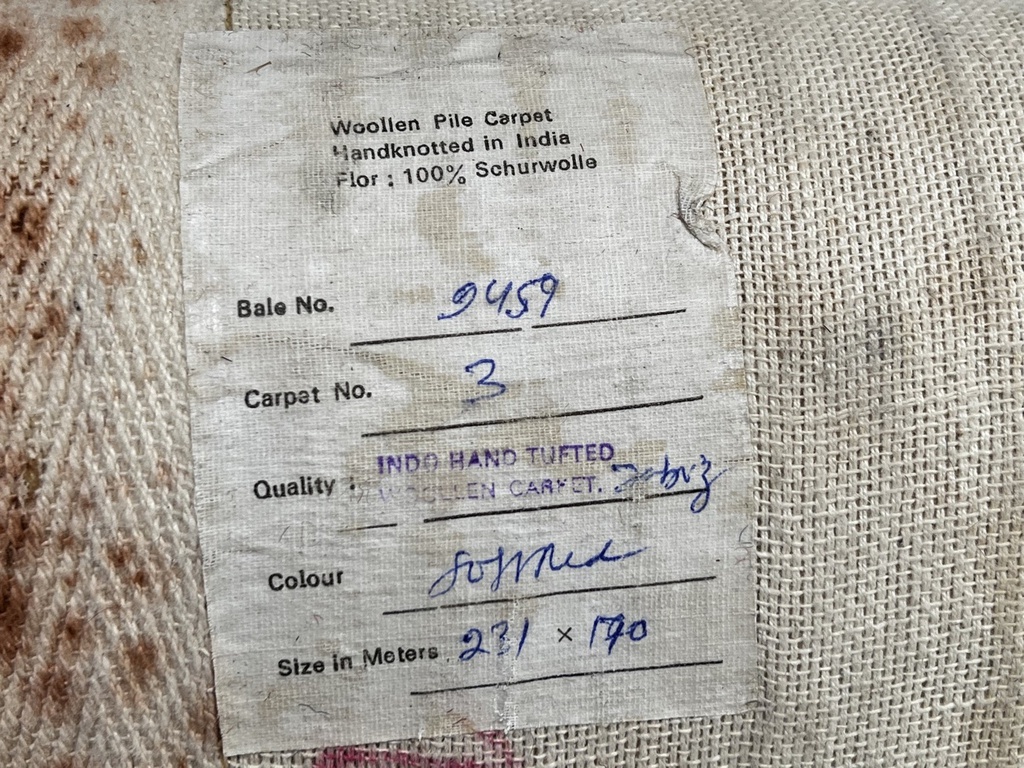 Woollen Pile Carpet
Handknotted in India
Flor : 100% Schurwolle
Bale No. 9459
Carpet No. 3
Quality : INDO HAND TUFTED
WOOLLEN CARPET.
Colour
Size in Meters 231 × 170